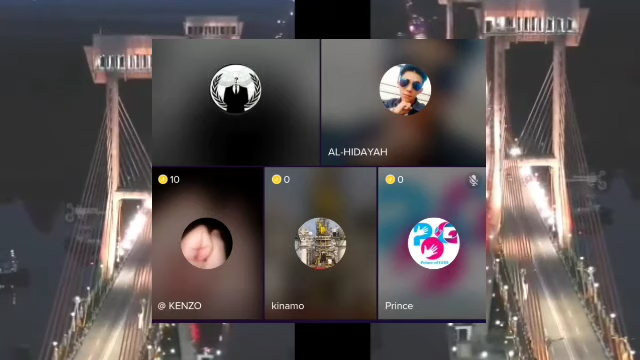 AL-HIDAYAH
10
0
0
@ KENZO
kinamo
Prince